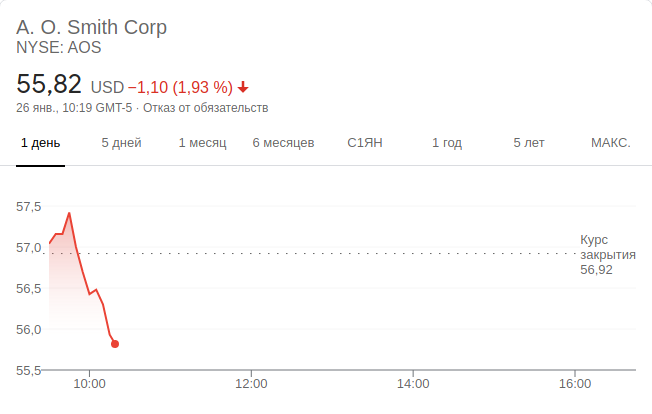 A. O. Smith Corp
NYSE: AOS
55,82 USD −1,10 (1,93 %)
26 янв., 10:19 GMT-5 · Отказ от обязательств
1 день 5 дней 1 месяц 6 месяцев С1ЯН 1 год 5 лет МАКС.
57,5
57,0
56,5
56,0
55,5
Курс
закрытия
56,92
10:00 12:00 14:00 16:00